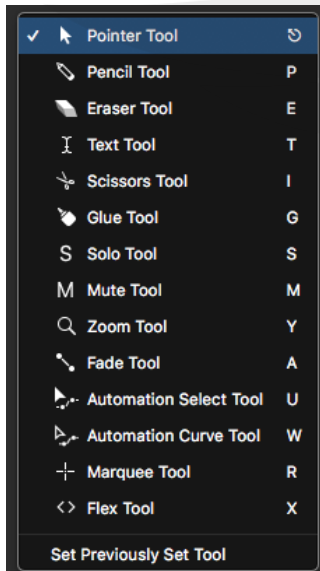 Pointer Tool
Pencil Tool P
Eraser Tool E
Text Tool T
Scissors Tool I
Glue Tool G
S Solo Tool S
M Mute Tool M
Zoom Tool Y
Fade Tool A
Automation Select Tool U
Automation Curve Tool W
Marquee Tool R
Flex Tool X
Set Previously Set Tool